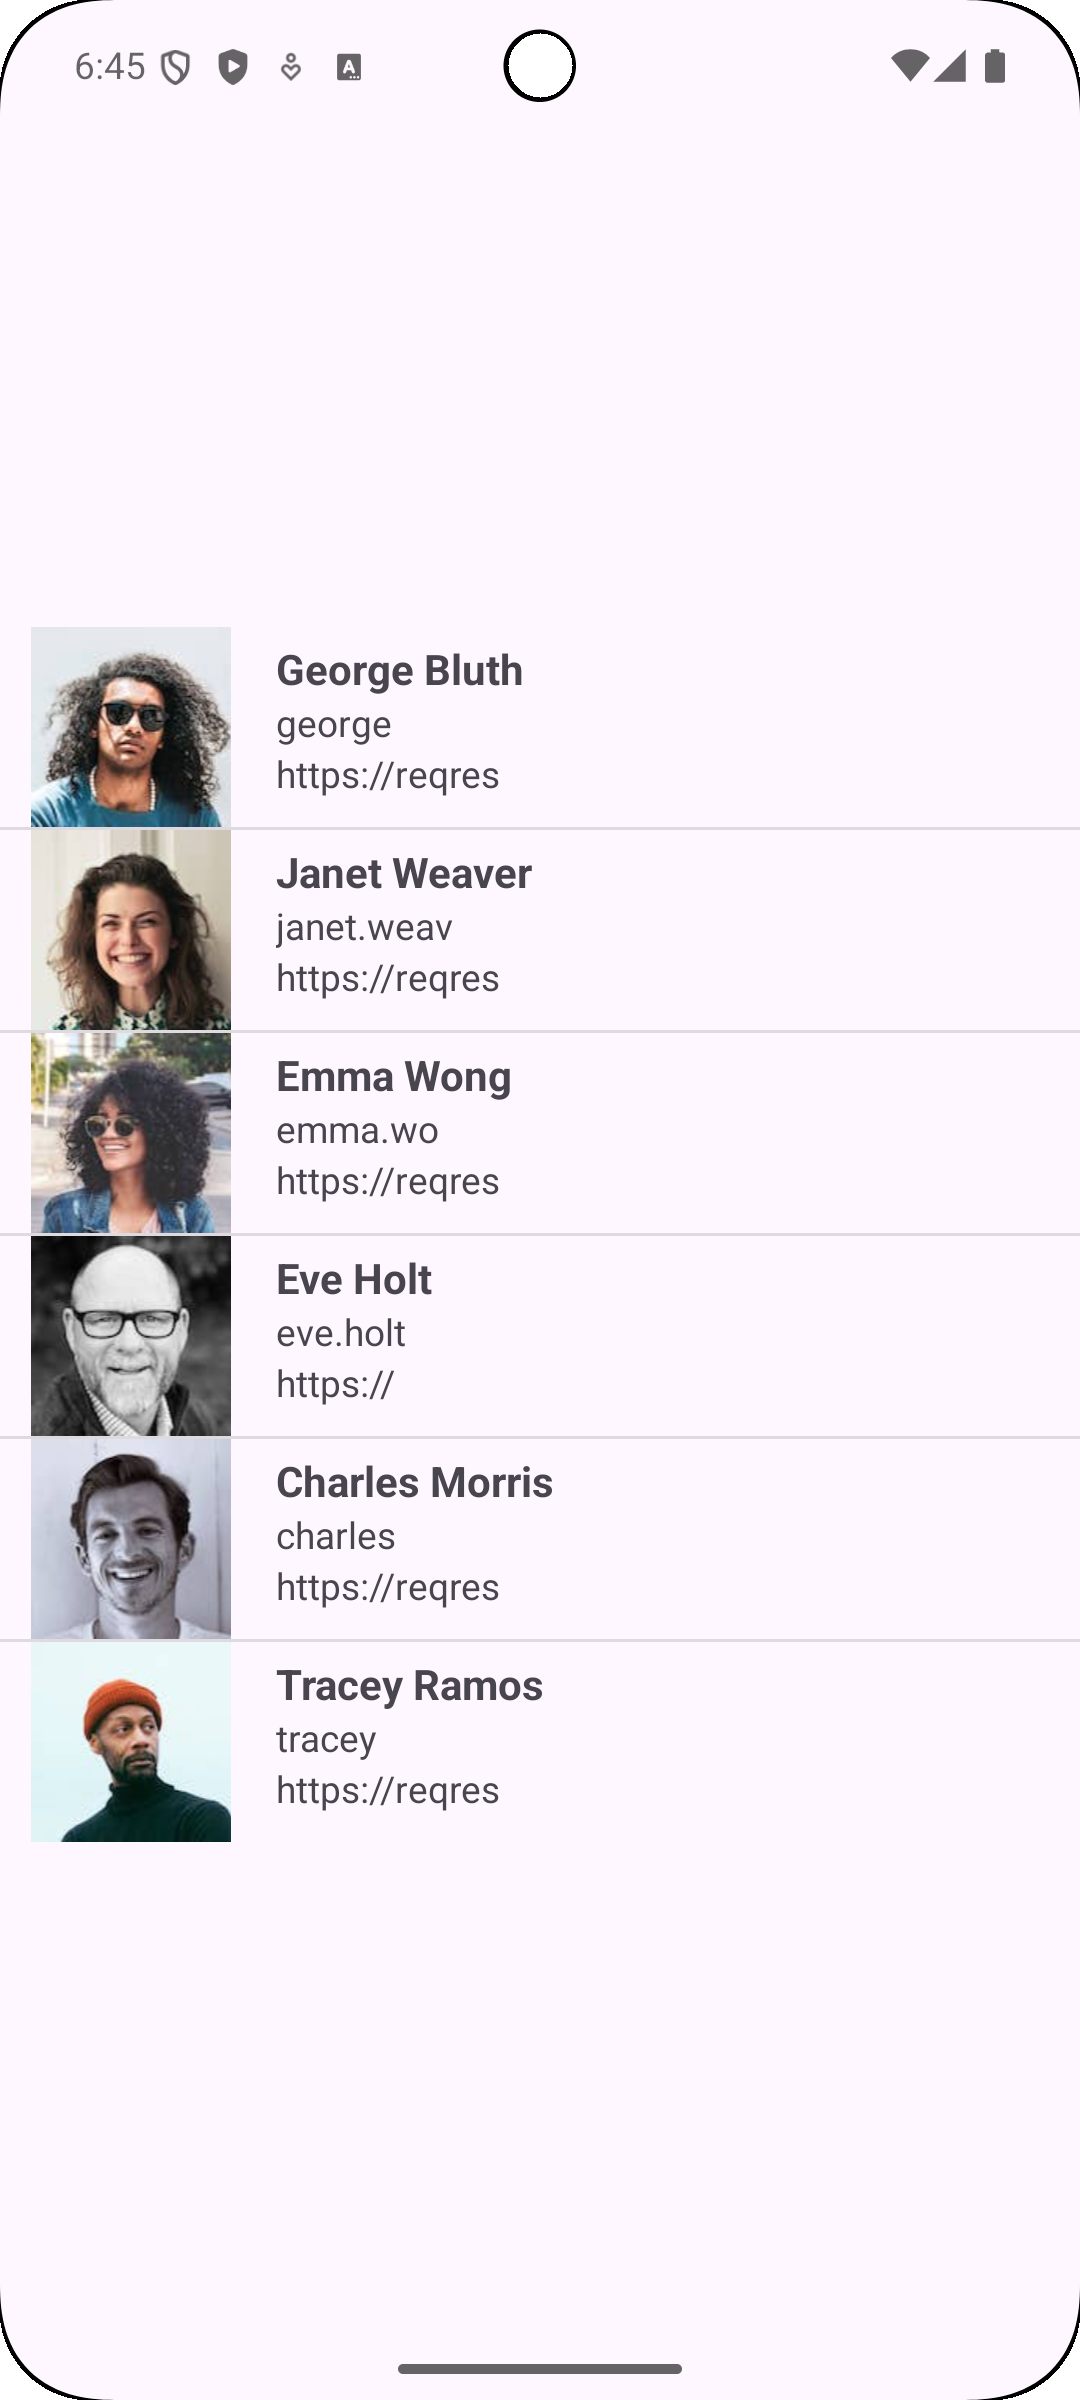 6:45
George Bluth
george
https://reqres
Janet Weaver
janet.weav
https://reqres
Emma Wong
emma.wo
https://reqres
Eve Holt
eve.holt
https://
Charles Morris
charles
https://reqres
Tracey Ramos
tracey
https://reqres